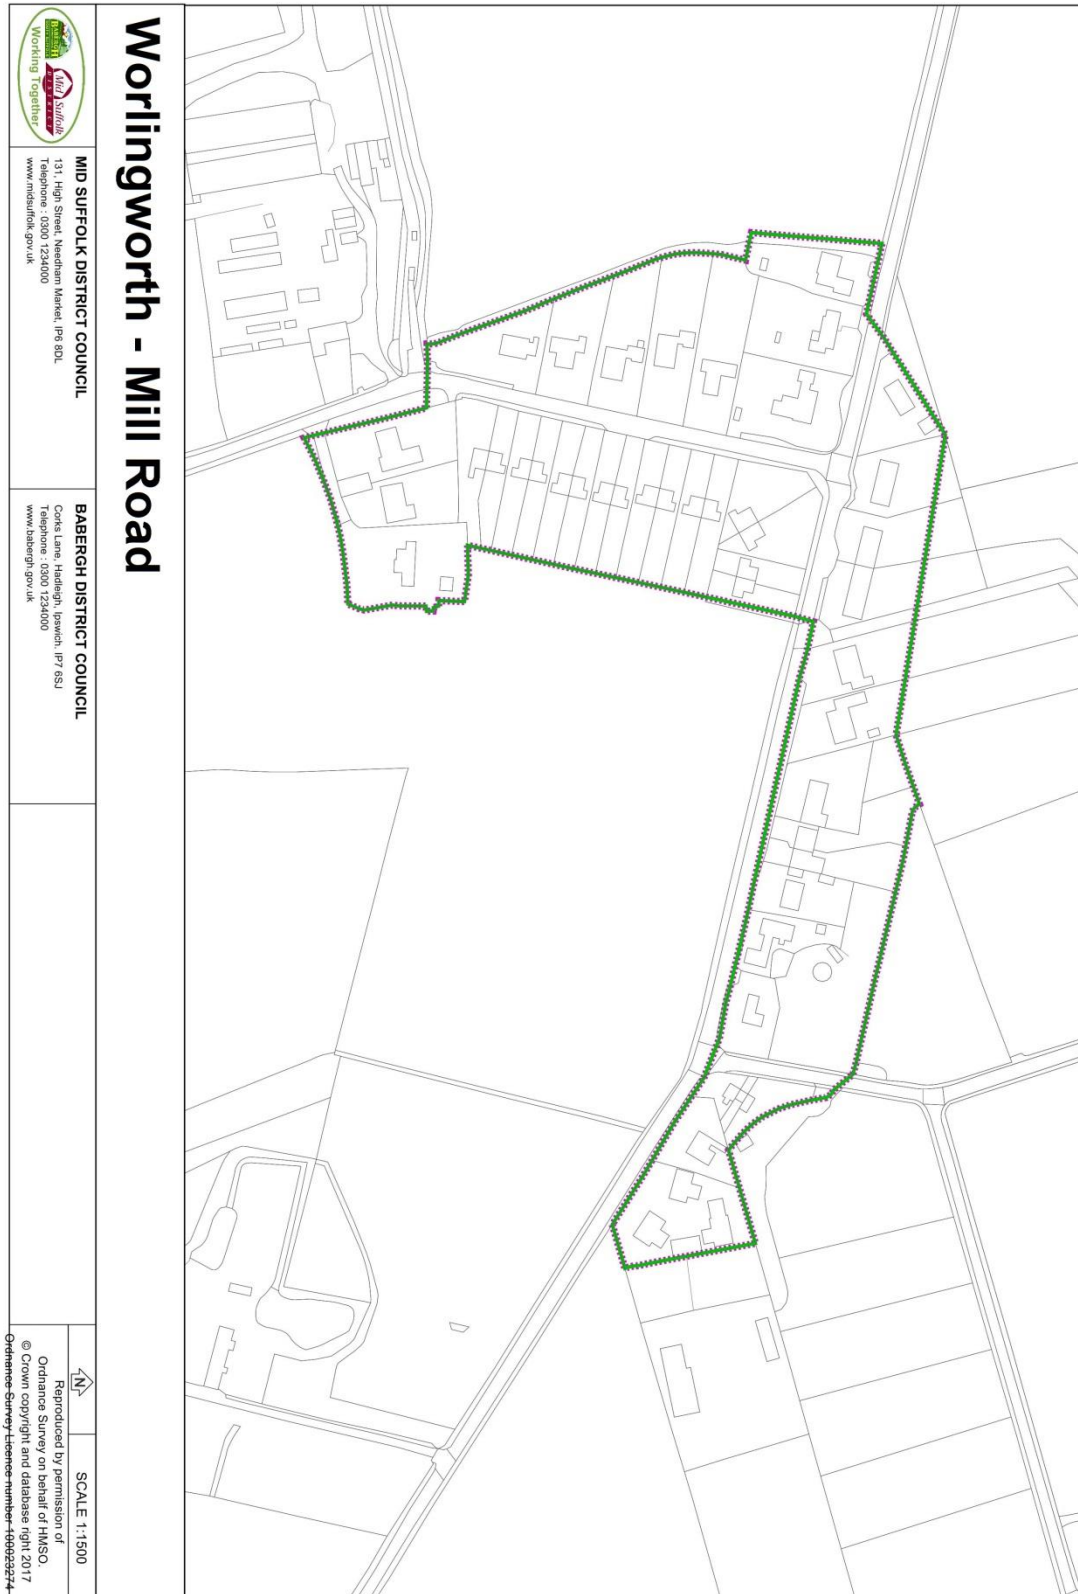 Worlingworth - Mill Road
BABERGH
Mid Suffolk
DISTRICT
Working Together
MID SUFFOLK DISTRICT COUNCIL
131, High Street, Needham Market, IP6 8DL
Telephone : 0300 1234000
www.midsuffolk.gov.uk
BABERGH DISTRICT COUNCIL
Corks Lane, Hadleigh, Ipswich. IP7 6SJ
Telephone : 0300 1234000
www.babergh.gov.uk
N
SCALE 1:1500
Reproduced by permission of
Ordnance Survey on behalf of HMSO.
© Crown copyright and database right 2017
Ordnance Survey Licence number 100023274